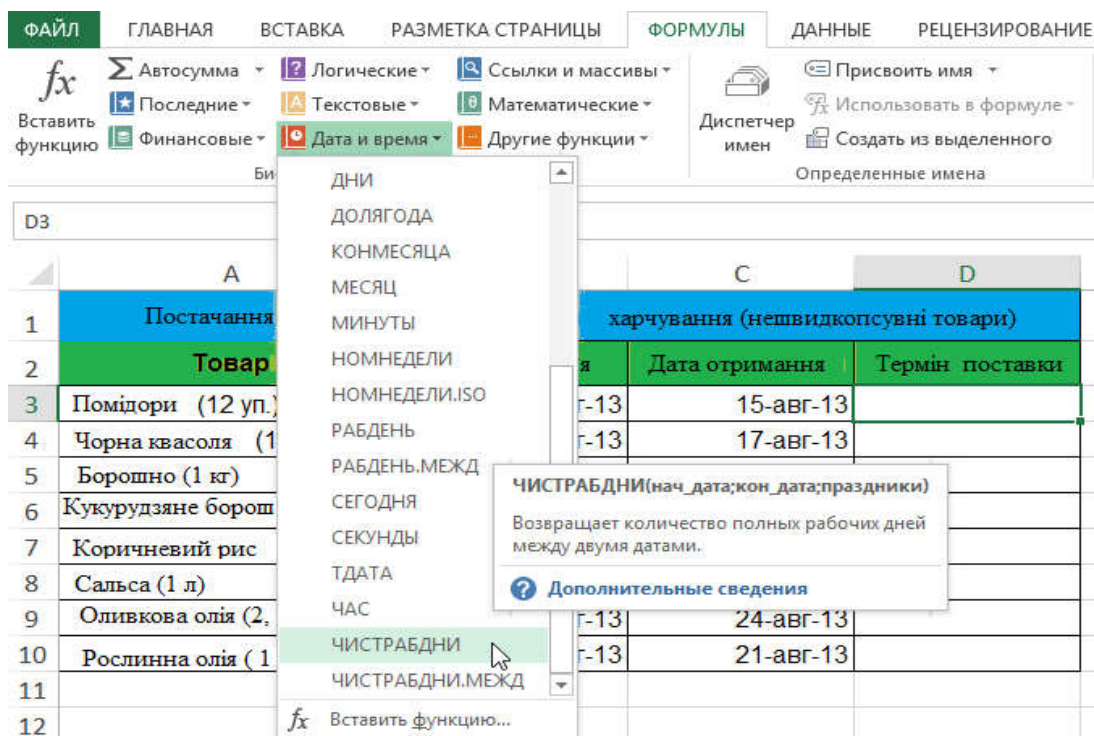 ФАЙЛ ГЛАВНАЯ ВСТАВКА РАЗМЕТКА СТРАНИЦЫ ФОРМУЛЫ ДАННЫЕ РЕЦЕНЗИРОВАНИЕ
fx Вставить функцию
Σ Автосумма
Последние
Финансовые
Логические
Текстовые
Дата и время
Ссылки и массивы
Математические
Другие функции
Диспетчер имен
Присвоить имя
Использовать в формуле
Создать из выделенного
Определенные имена
D3
A C D
1 Постачання харчування (нешвидкопсувні товари)
2 Товар Дата отримання Термін поставки
3 Помідори (12 уп.) -13 15-авг-13
4 Чорна квасоля (1 -13 17-авг-13
5 Борошно (1 кг)
6 Кукурудзяне борош
7 Коричневий рис
8 Сальса (1 л)
9 Оливкова олія (2, -13 24-авг-13
10 Рослинна олія ( 1 -13 21-авг-13
11
12
ДНИ
ДОЛЯГОДА
КОНМЕСЯЦА
МЕСЯЦ
МИНУТЫ
НОМНЕДЕЛИ
НОМНЕДЕЛИ.ISO
РАБДЕНЬ
РАБДЕНЬ.МЕЖД
СЕГОДНЯ
СЕКУНДЫ
ТДАТА
ЧАС
ЧИСТРАБДНИ
ЧИСТРАБДНИ.МЕЖД
fx Вставить функцию...
ЧИСТРАБДНИ(нач_дата;кон_дата;праздники)
Возвращает количество полных рабочих дней
между двумя датами.
Дополнительные сведения